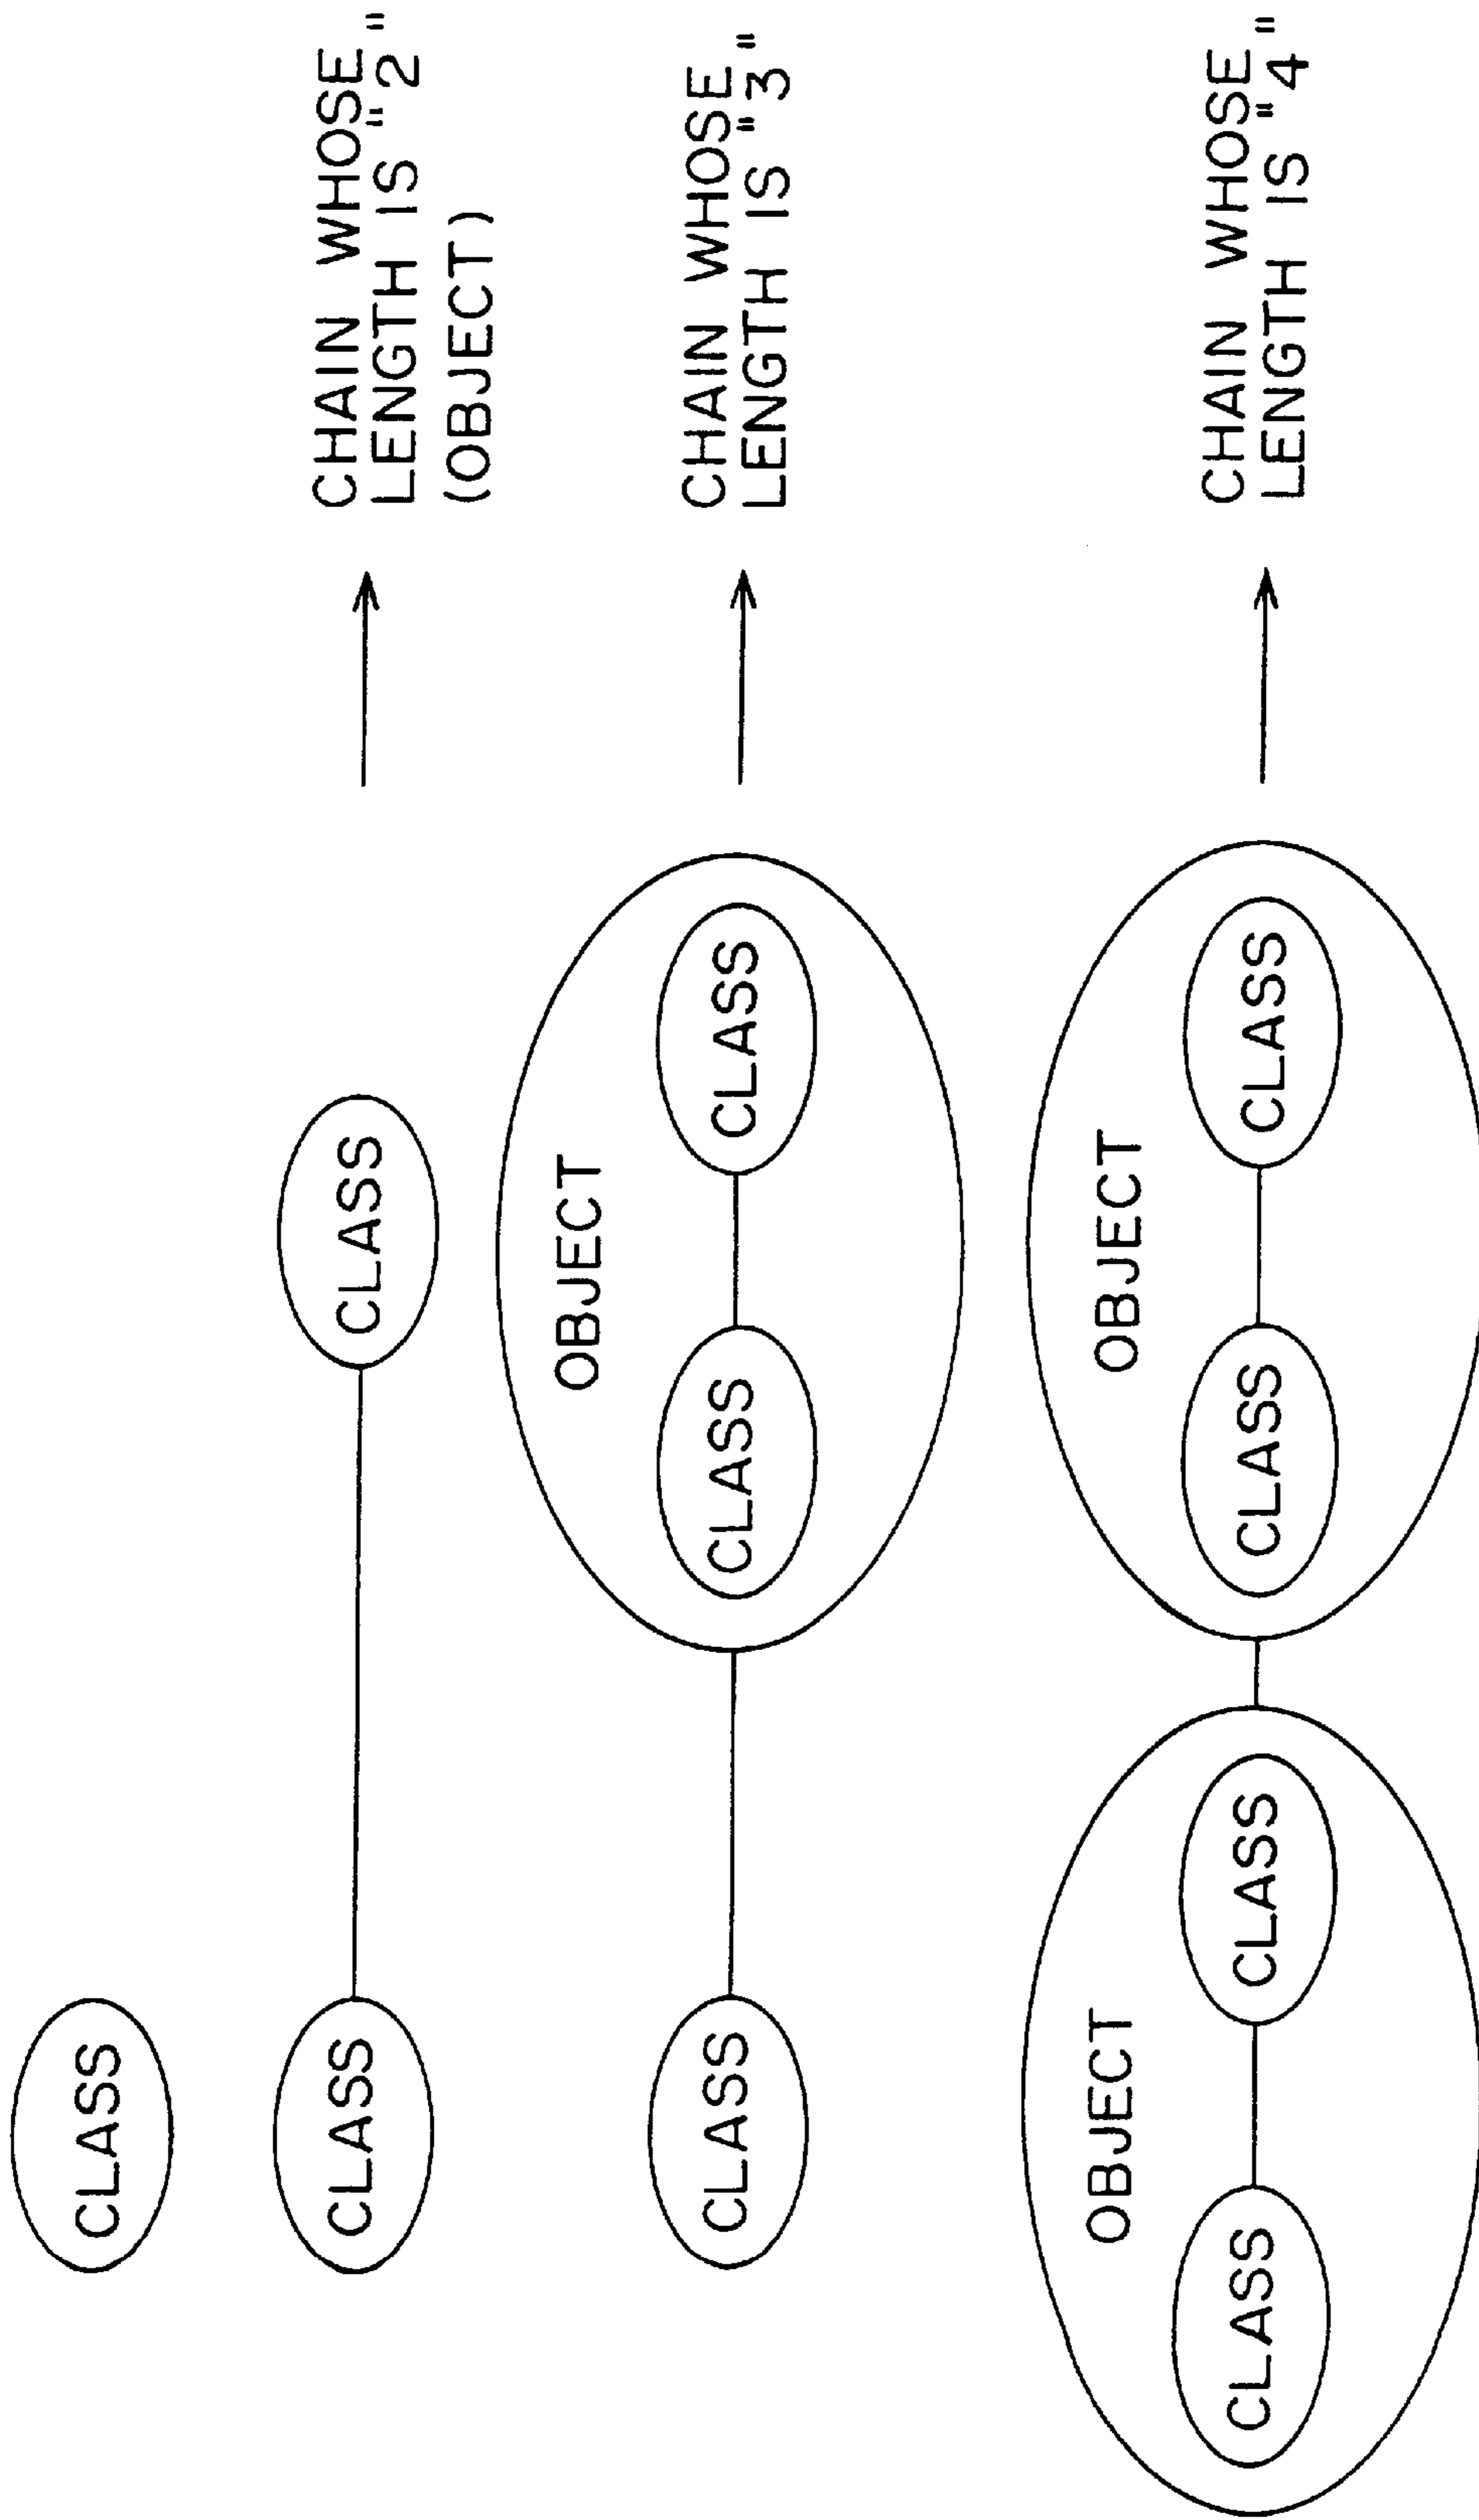 CLASS
CLASS CLASS CHAIN WHOSE
LENGTH IS "2"
(OBJECT)
OBJECT
CLASS CLASS CLASS CHAIN WHOSE
LENGTH IS "3"
OBJECT OBJECT
CLASS CLASS CLASS CLASS CHAIN WHOSE
LENGTH IS "4"